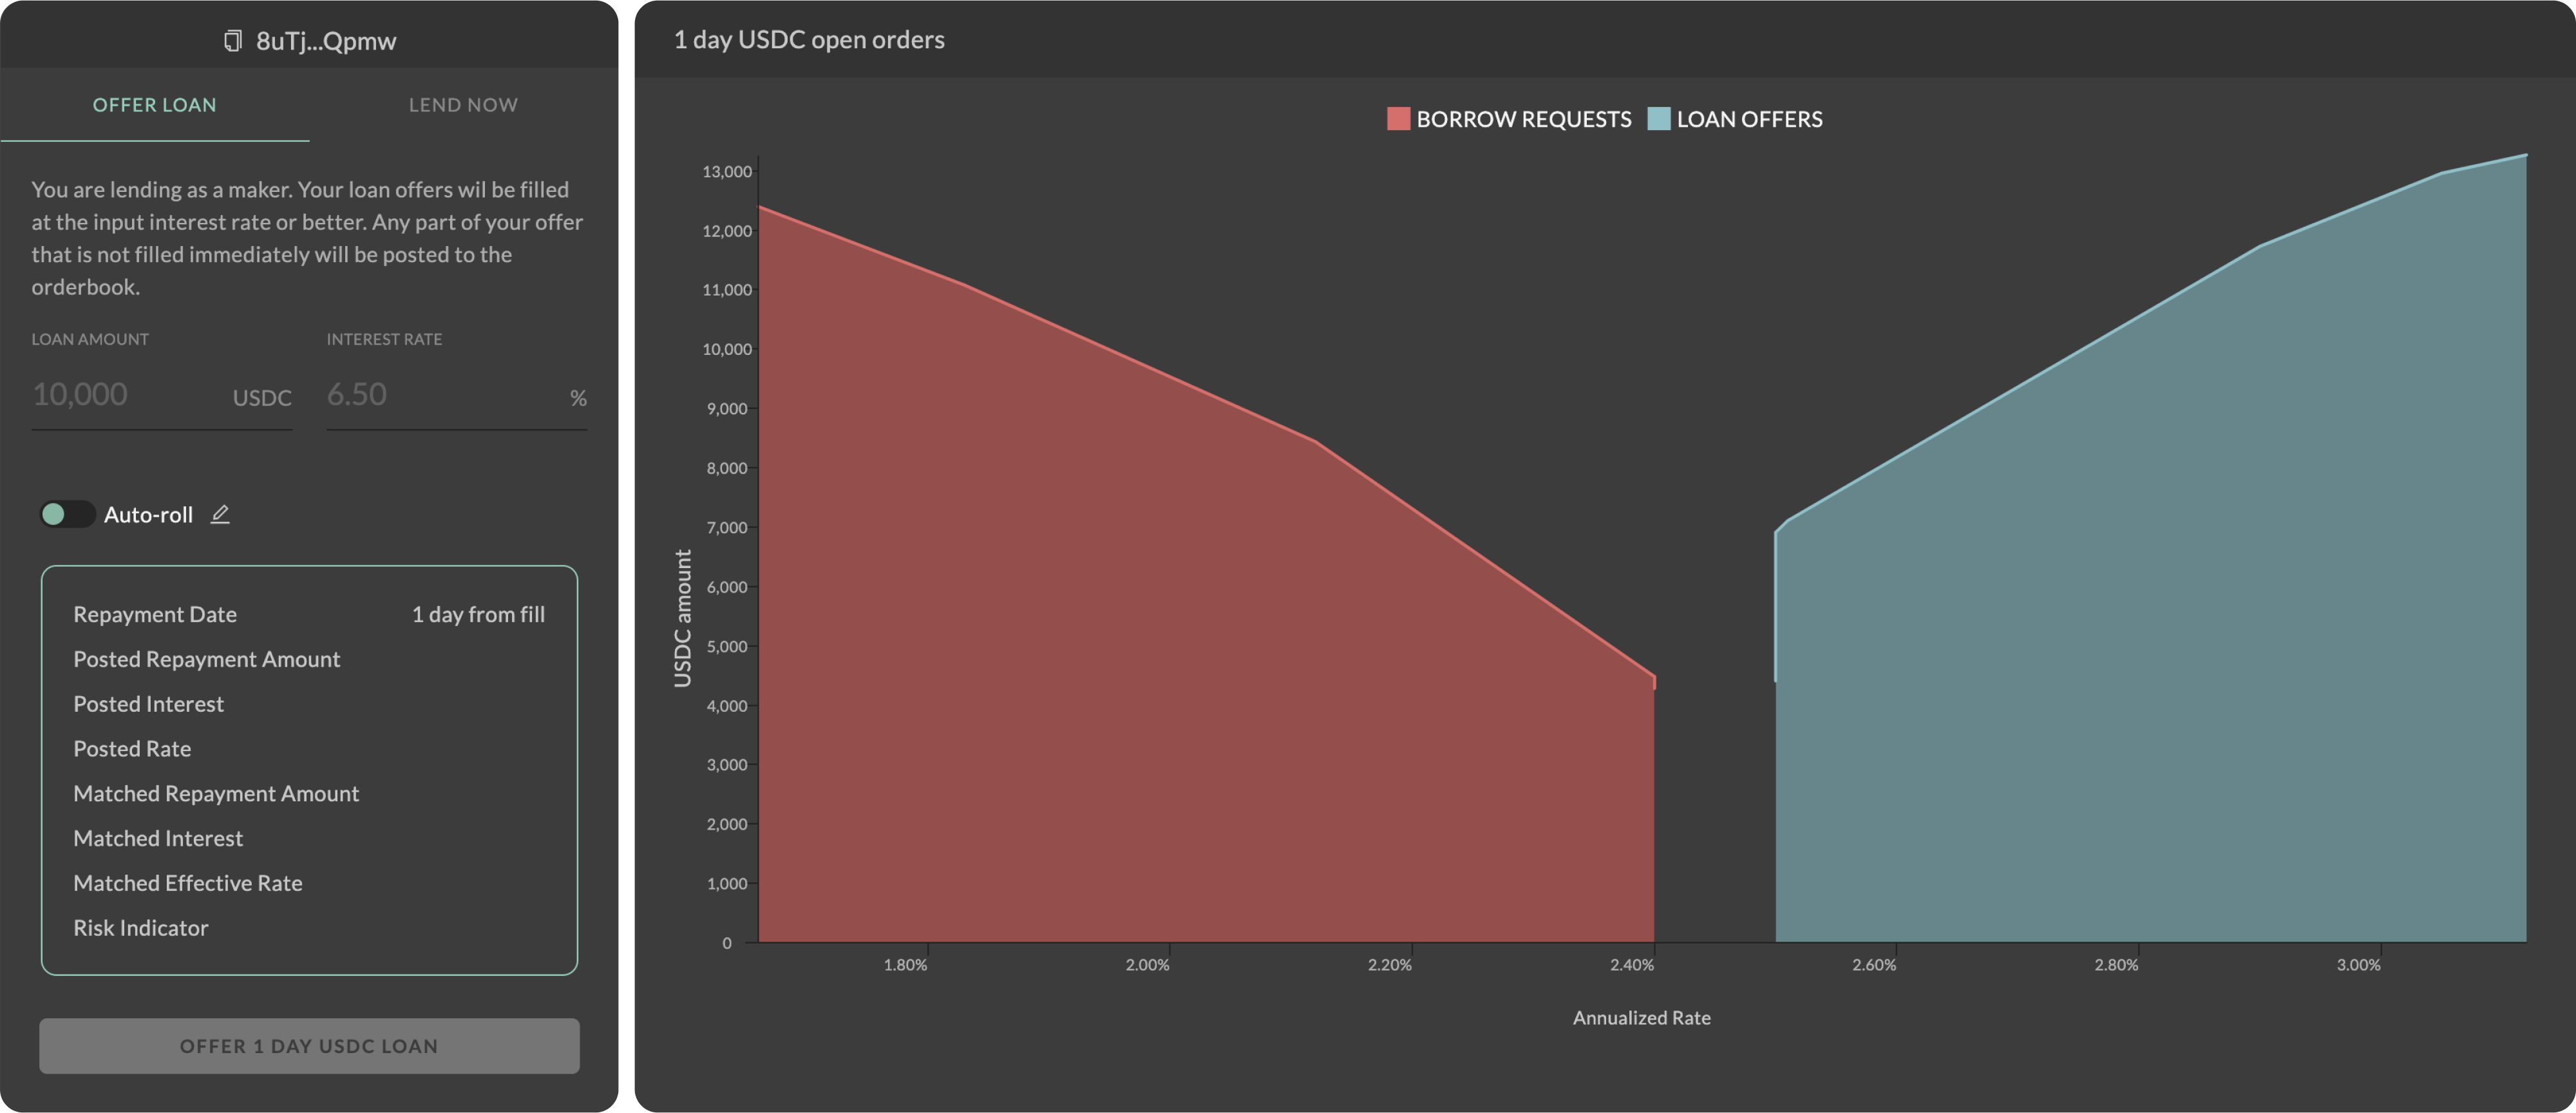 8uTj...Qpmw
OFFER LOAN
LEND NOW
You are lending as a maker. Your loan offers wil be filled
at the input interest rate or better. Any part of your offer
that is not filled immediately will be posted to the
orderbook.
LOAN AMOUNT
INTEREST RATE
10,000 USDC
6.50 %
Auto-roll
Repayment Date 1 day from fill
Posted Repayment Amount
Posted Interest
Posted Rate
Matched Repayment Amount
Matched Interest
Matched Effective Rate
Risk Indicator
OFFER 1 DAY USDC LOAN
1 day USDC open orders
BORROW REQUESTS LOAN OFFERS
USDC amount
13,000
12,000
11,000
10,000
9,000
8,000
7,000
6,000
5,000
4,000
3,000
2,000
1,000
0
1.80% 2.00% 2.20% 2.40% 2.60% 2.80% 3.00%
Annualized Rate